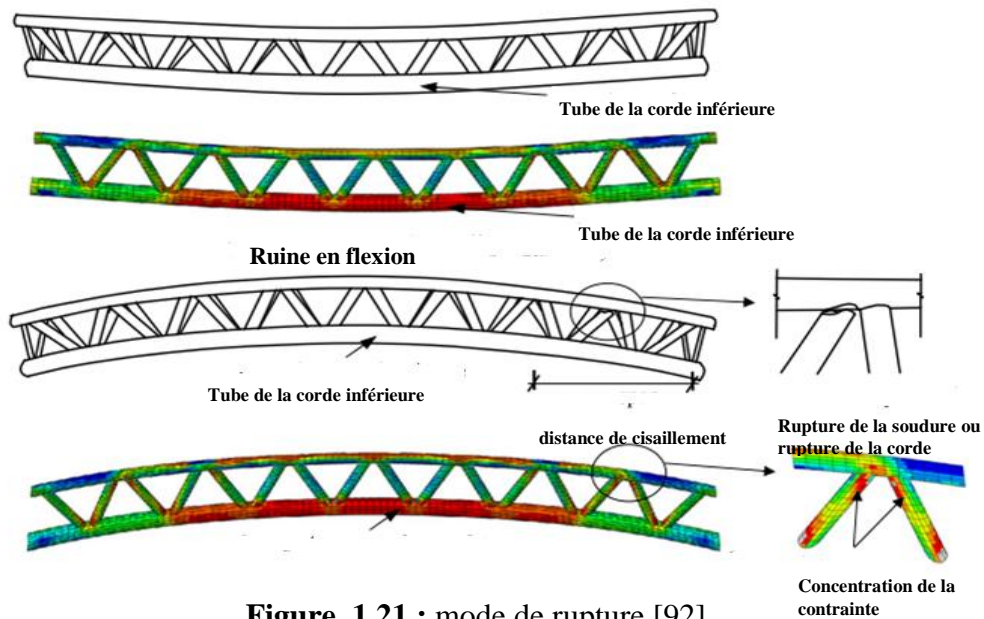 Tube de la corde inférieure
Tube de la corde inférieure
Ruine en flexion
Tube de la corde inférieure
distance de cisaillement
Rupture de la soudure ou
rupture de la corde
Concentration de la
contrainte
Figure 1.21 : mode de rupture [92]